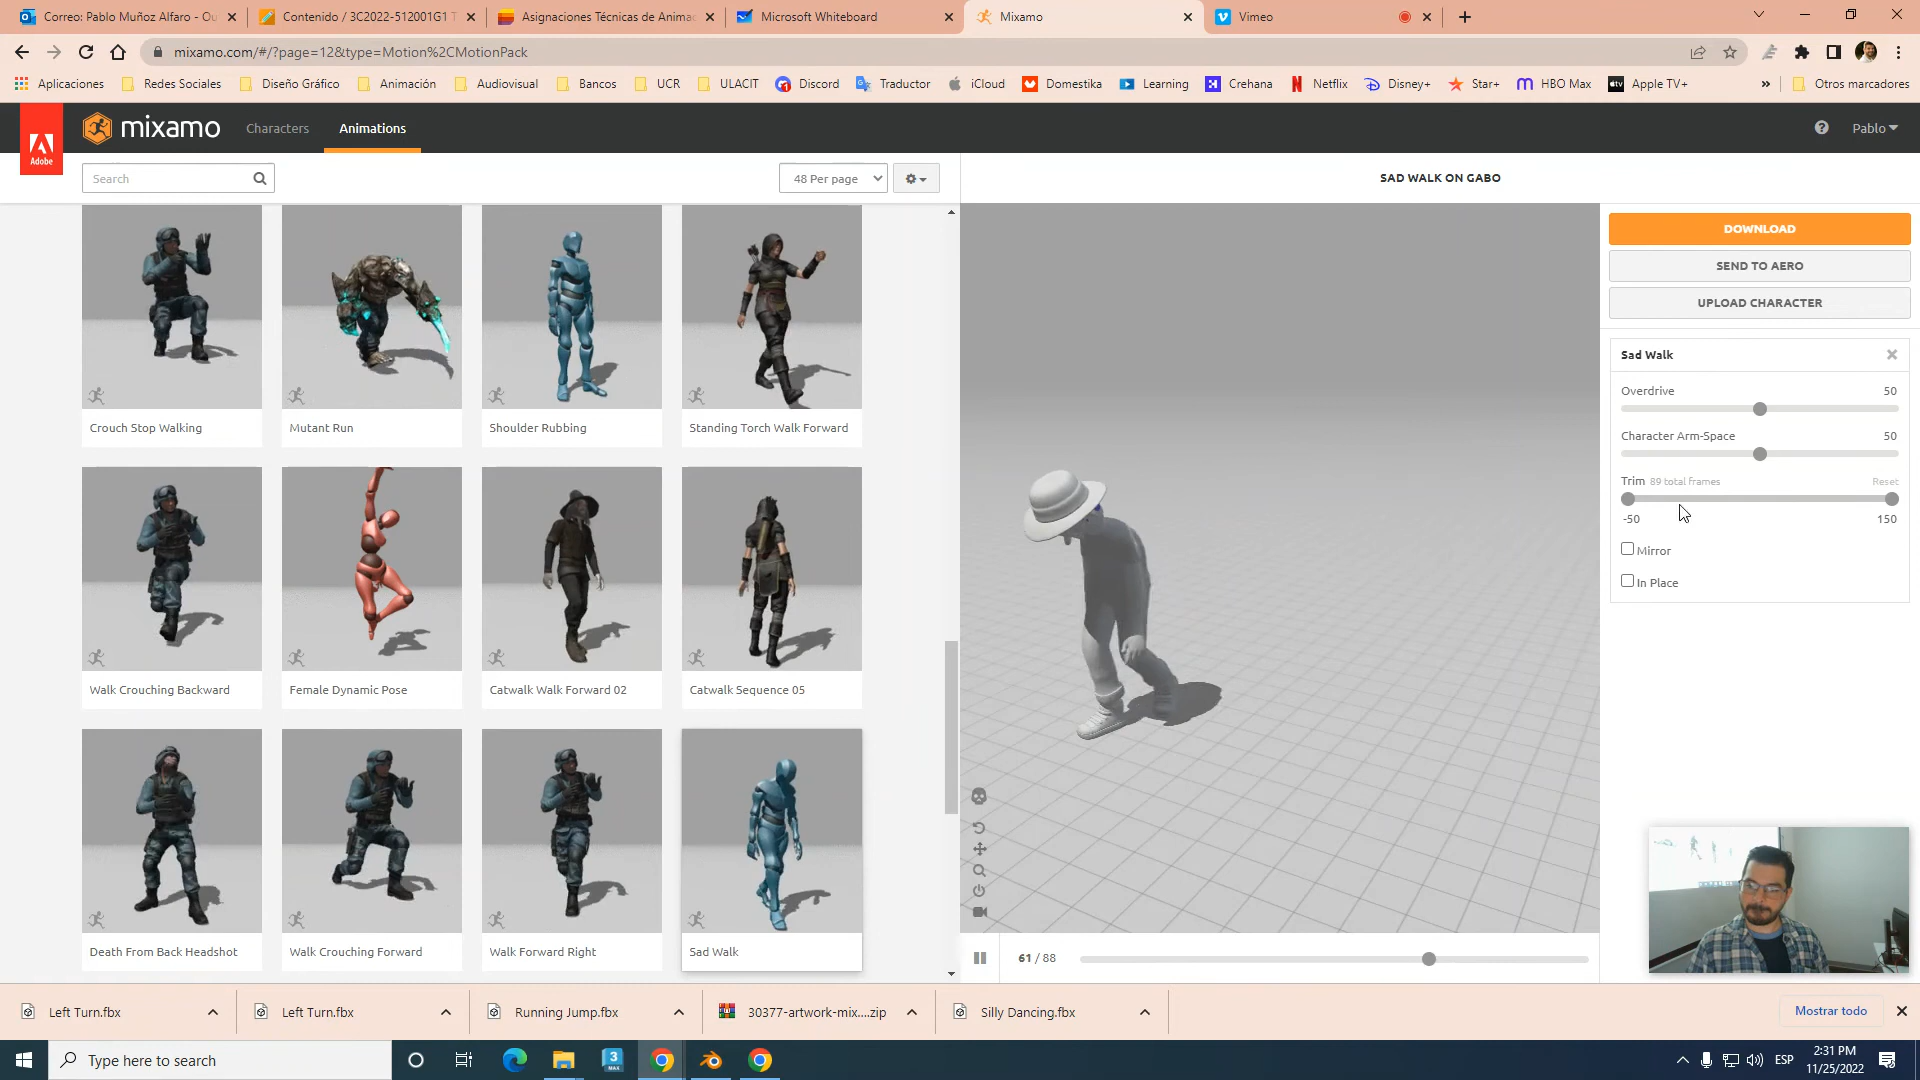 Correo: Pablo Muñoz Alfaro - Ou
Contenido / 3C2022-512001G1 T
Asignaciones Técnicas de Animac
Microsoft Whiteboard
Mixamo
Vimeo
mixamo.com/#/?page=12&type=Motion%2CMotionPack
Aplicaciones
Redes Sociales
Diseño Gráfico
Animación
Audiovisual
Bancos
UCR
ULACIT
Discord
Traductor
iCloud
Domestika
Learning
Crehana
Netflix
Disney+
Star+
HBO Max
Apple TV+
»
Otros marcadores
Adobe
mixamo
Characters
Animations
Pablo
Search
48 Per page
SAD WALK ON GABO
DOWNLOAD
SEND TO AERO
UPLOAD CHARACTER
Crouch Stop Walking
Mutant Run
Shoulder Rubbing
Standing Torch Walk Forward
Sad Walk
Overdrive
50
Character Arm-Space
50
Trim 89 total frames
Reset
-50
150
Mirror
In Place
Walk Crouching Backward
Female Dynamic Pose
Catwalk Walk Forward 02
Catwalk Sequence 05
Death From Back Headshot
Walk Crouching Forward
Walk Forward Right
Sad Walk
61 / 88
Left Turn.fbx
Left Turn.fbx
Running Jump.fbx
30377-artwork-mix....zip
Silly Dancing.fbx
Mostrar todo
Type here to search
3
MAX
ESP
2:31 PM
11/25/2022